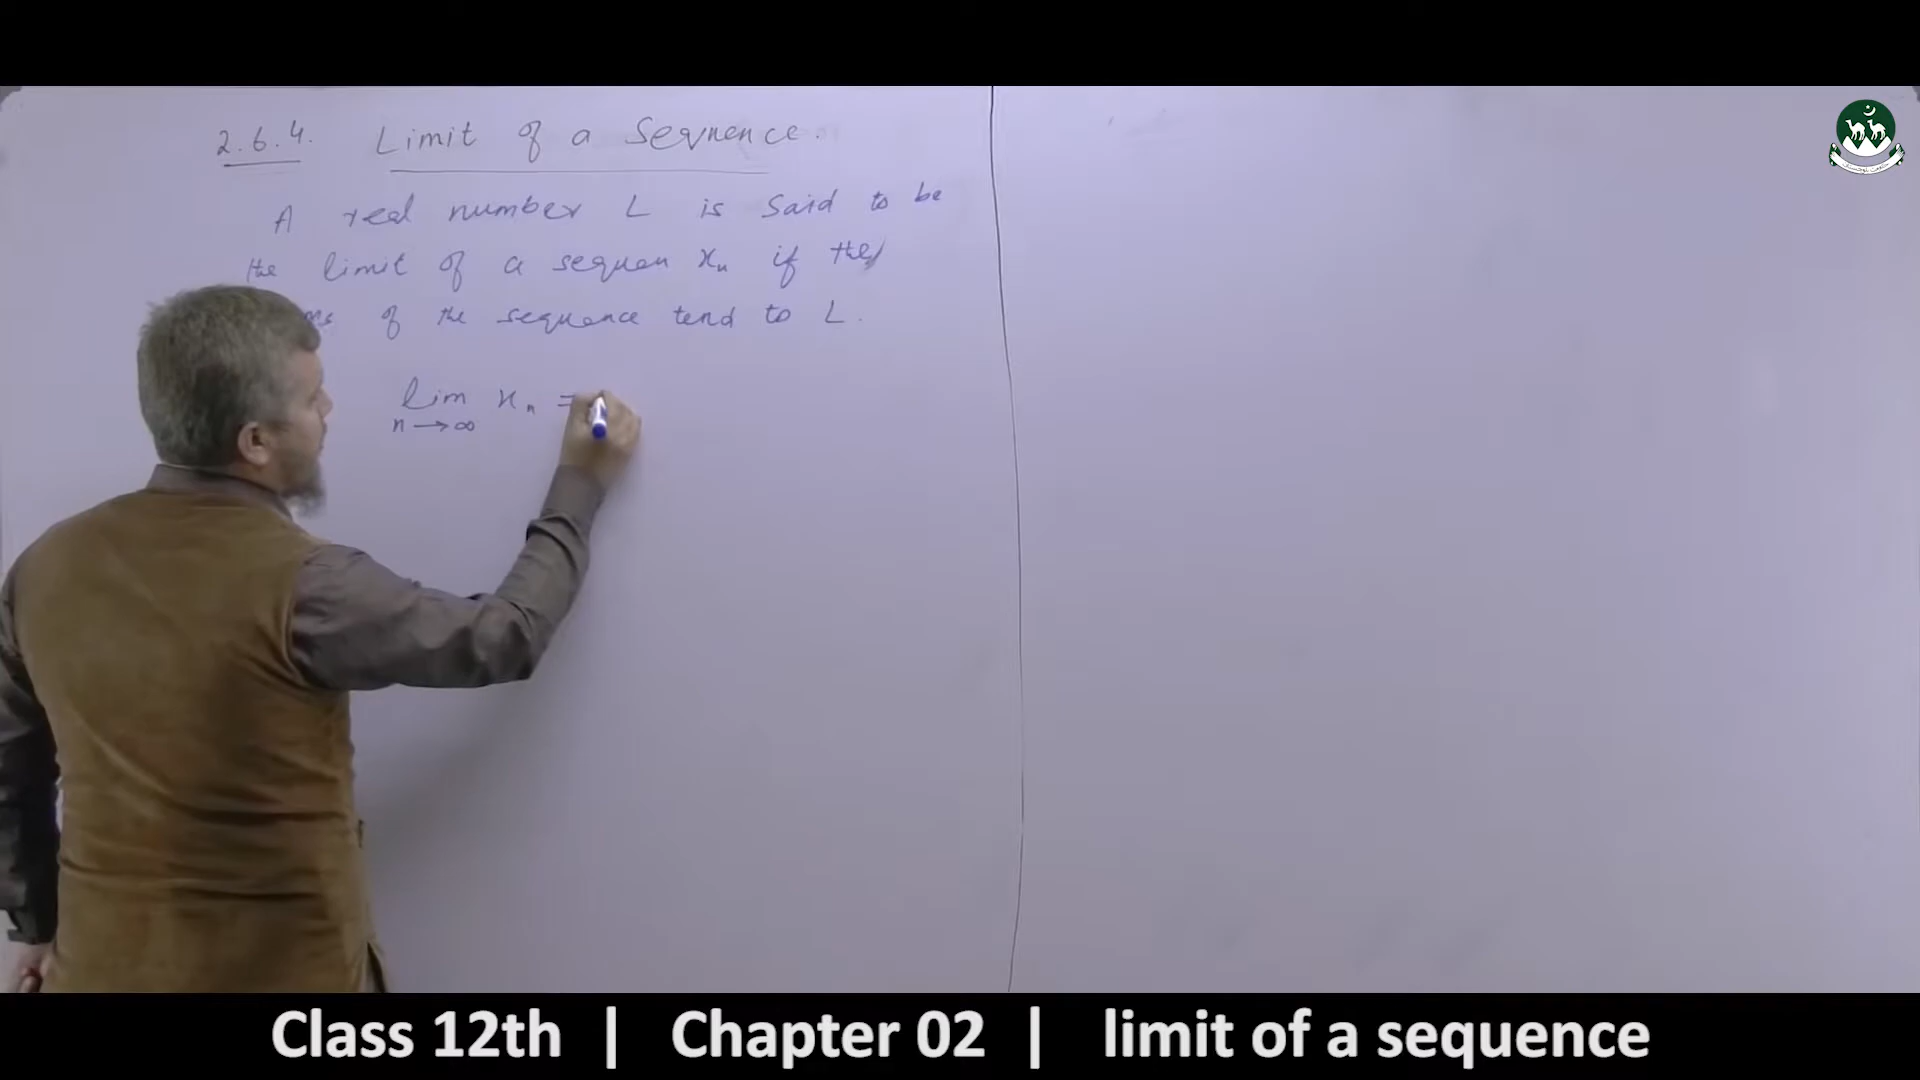 2.6.4. Limit of a Sequence.
A real number L is said to be
the limit of a sequen xn if the
of the sequence tend to L.
lim xn =
n → ∞
Class 12th | Chapter 02 | limit of a sequence